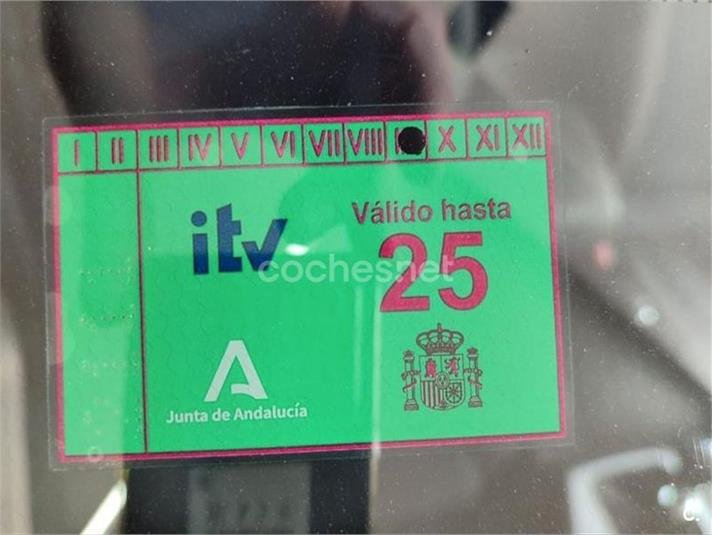 I II III IV V VI VII VIII I X XI XII
itv
Válido hasta
25
coches.net
Junta de Andalucía